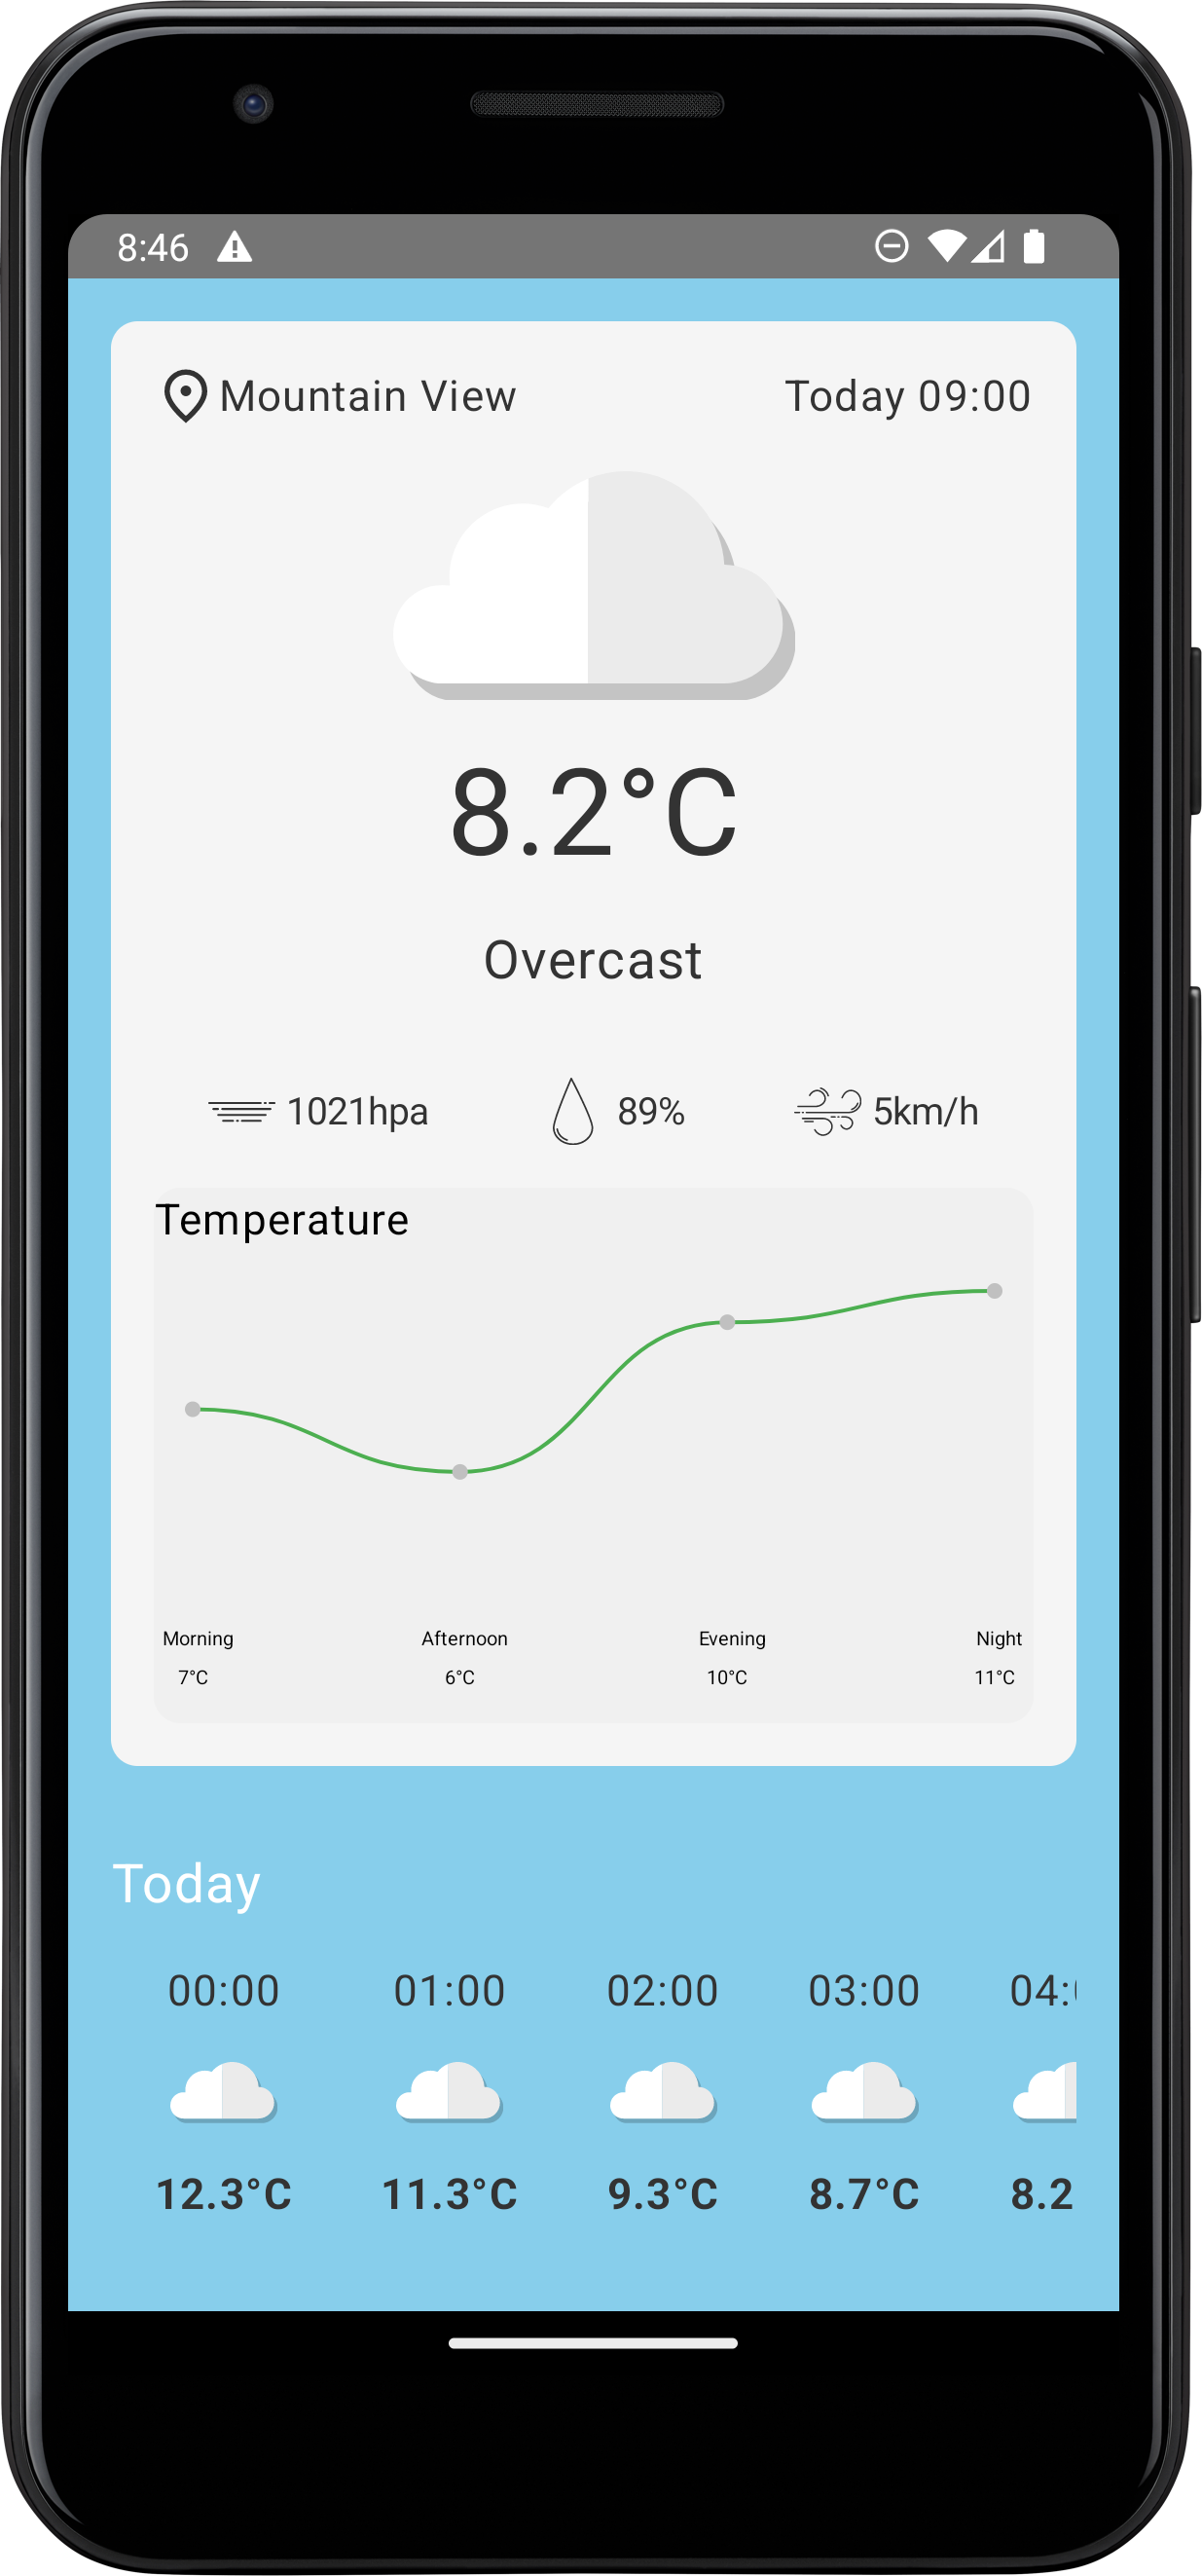 8:46
Mountain View Today 09:00
8.2°C
Overcast
1021hpa 89% 5km/h
Temperature
Morning Afternoon Evening Night
7°C 6°C 10°C 11°C
Today
00:00 01:00 02:00 03:00 04:
12.3°C 11.3°C 9.3°C 8.7°C 8.2